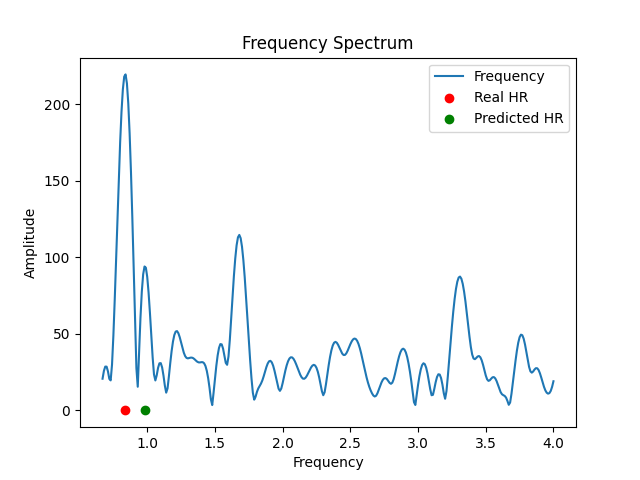 Frequency Spectrum
Frequency
Real HR
Predicted HR
Amplitude
200
150
100
50
0
1.0 1.5 2.0 2.5 3.0 3.5 4.0
Frequency